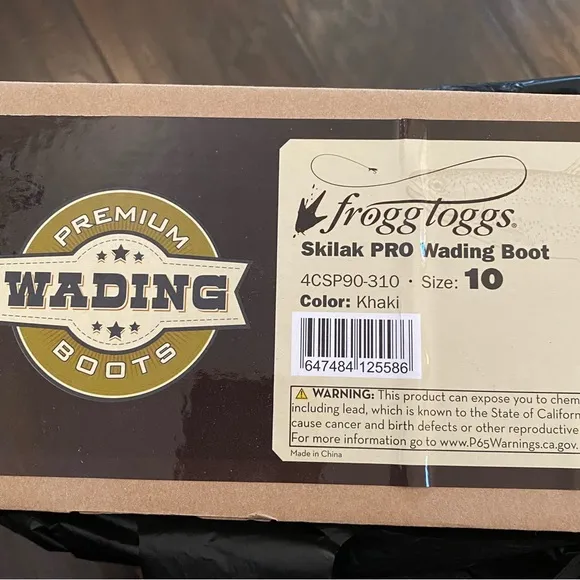 PREMIUM
WADING
BOOTS
frogg toggs®
Skilak PRO Wading Boot
4CSP90-310 • Size: 10
Color: Khaki
647484 125586
⚠ WARNING: This product can expose you to chem
including lead, which is known to the State of Californ
cause cancer and birth defects or other reproductive
For more information go to www.P65Warnings.ca.gov.
Made in China